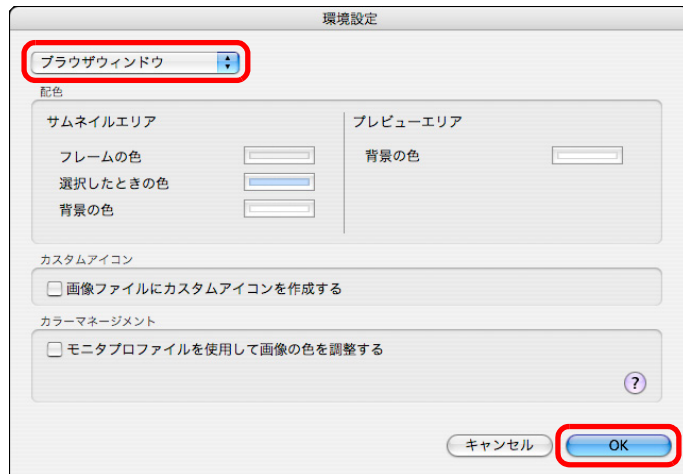 環境設定
ブラウザウィンドウ
配色
サムネイルエリア
フレームの色
選択したときの色
背景の色
プレビューエリア
背景の色
カスタムアイコン
画像ファイルにカスタムアイコンを作成する
カラーマネージメント
モニタプロファイルを使用して画像の色を調整する
?
キャンセル OK